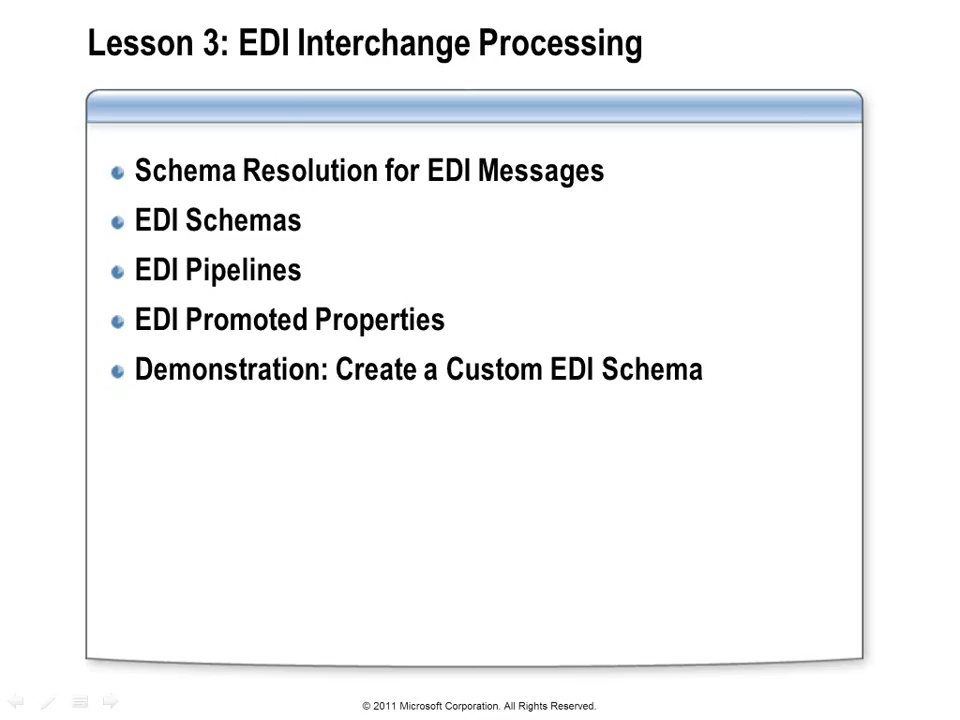 Lesson 3: EDI Interchange Processing
Schema Resolution for EDI Messages
EDI Schemas
EDI Pipelines
EDI Promoted Properties
Demonstration: Create a Custom EDI Schema
© 2011 Microsoft Corporation. All Rights Reserved.